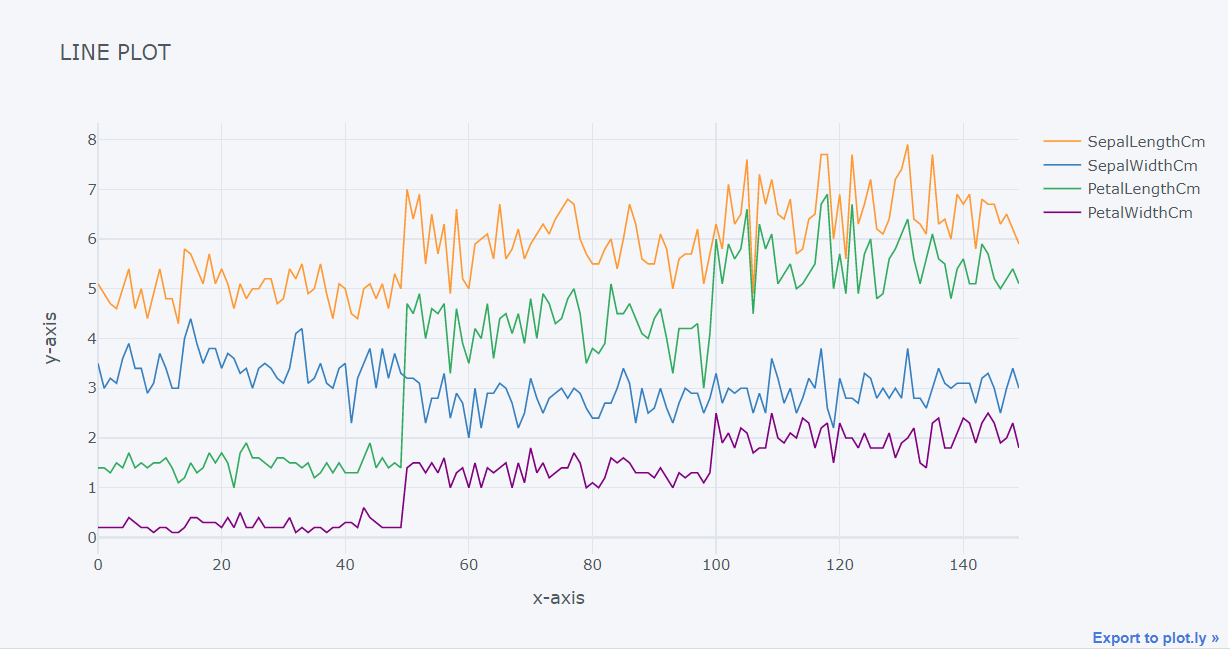 LINE PLOT
8
7
6
5
4
3
2
1
0
y-axis
0 20 40 60 80 100 120 140
x-axis
SepalLengthCm
SepalWidthCm
PetalLengthCm
PetalWidthCm
Export to plot.ly »